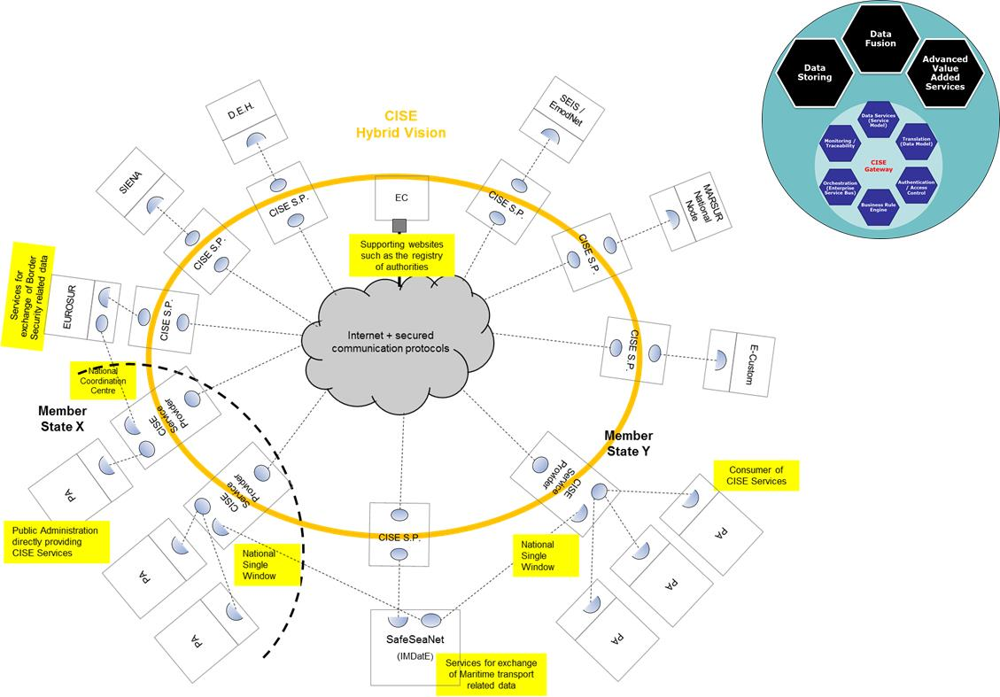 CISE
Hybrid Vision
Data
Fusion
Data
Storing
Advanced
Value
Added
Services
Data Services
(Service
Model)
Monitoring /
Traceability
Translation
(Data Model)
CISE
Gateway
Orchestration
(Enterprise
Service Bus)
Authentication
/ Access
Control
Business Rule
Engine
D.E.H.
CISE S.P.
SEIS /
EmodNet
CISE S.P.
SIENA
CISE S.P.
EC
Supporting websites
such as the registry
of authorities
MARSUR
National
Node
CISE S.P.
Services for
exchange of Border
Security related data
EUROSUR
CISE S.P.
Internet + secured
communication protocols
CISE S.P.
E-Custom
National
Coordination
Centre
Member
State X
CISE
Service
Provider
PA
Public Administration
directly providing
CISE Services
CISE
Service
Provider
PA
PA
National
Single
Window
CISE S.P.
SafeSeaNet
(IMDatE)
Services for exchange
of Maritime transport
related data
Member
State Y
CISE
Service
Provider
National
Single
Window
Consumer of
CISE Services
PA
PA
PA